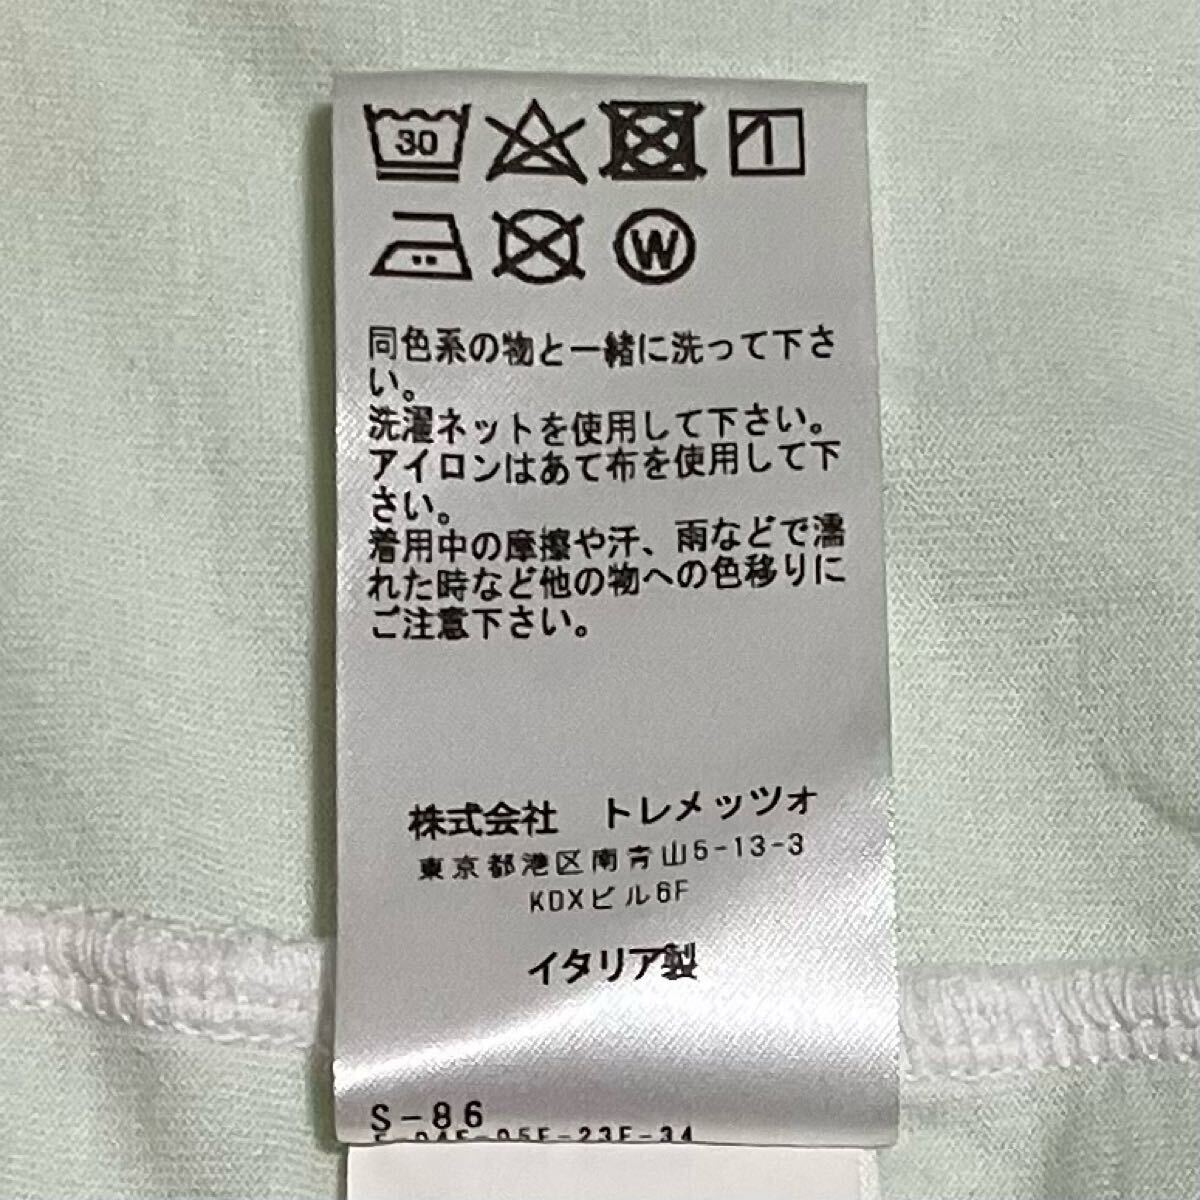 30
W
同色系の物と一緒に洗って下さ
い。
洗濯ネットを使用して下さい。
アイロンはあて布を使用して下
さい。
着用中の摩擦や汗、雨などで濡
れた時など他の物への色移りに
ご注意下さい。
株式会社 トレメッツォ
東京都港区南青山5-13-3
KDXビル6F
イタリア製
S-86